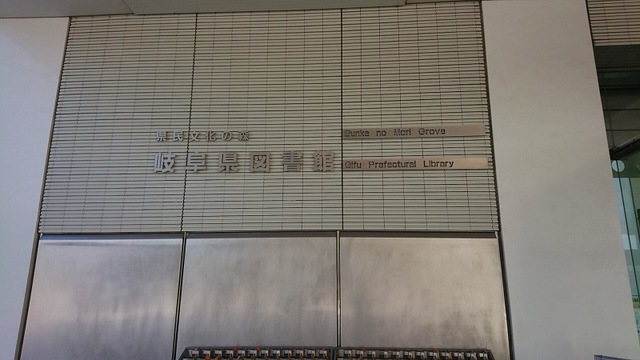 県民文化の森
Bunka no Mori Grove
岐阜県図書館
Gifu Prefectural Library